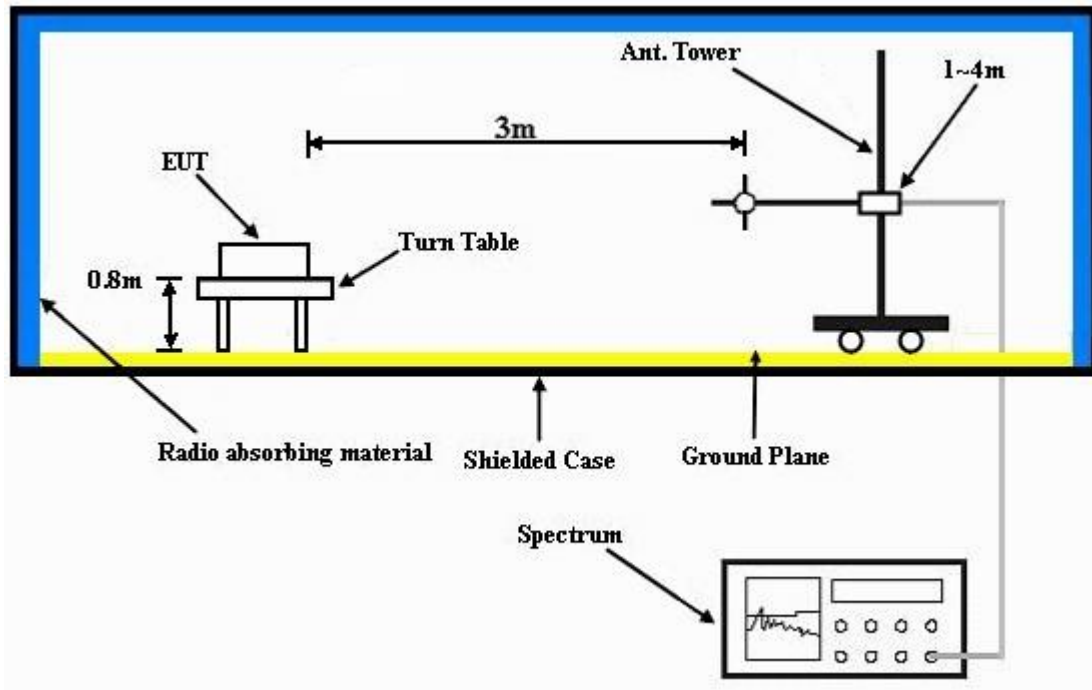 Ant. Tower
1~4m
3m
EUT
Turn Table
0.8m
Radio absorbing material
Shielded Case
Ground Plane
Spectrum